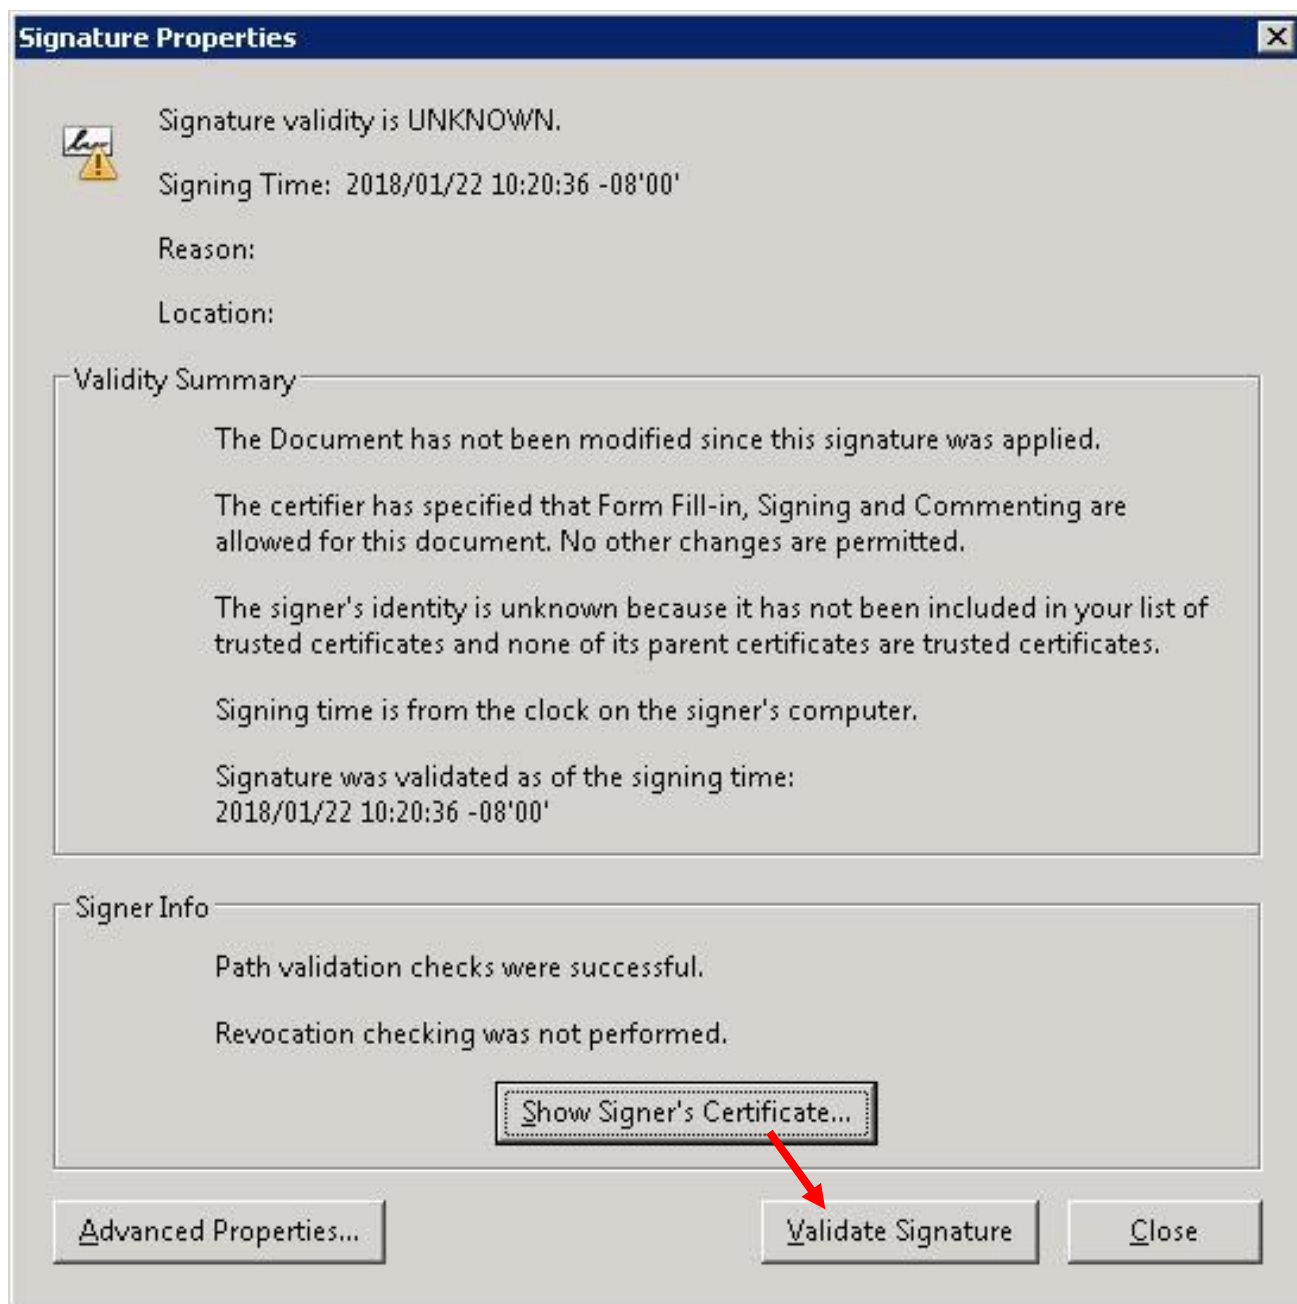 Signature Properties
Signature validity is UNKNOWN.
Signing Time: 2018/01/22 10:20:36 -08'00'
Reason:
Location:
Validity Summary
The Document has not been modified since this signature was applied.
The certifier has specified that Form Fill-in, Signing and Commenting are
allowed for this document. No other changes are permitted.
The signer's identity is unknown because it has not been included in your list of
trusted certificates and none of its parent certificates are trusted certificates.
Signing time is from the clock on the signer's computer.
Signature was validated as of the signing time:
2018/01/22 10:20:36 -08'00'
Signer Info
Path validation checks were successful.
Revocation checking was not performed.
Show Signer's Certificate...
Advanced Properties...
Validate Signature
Close